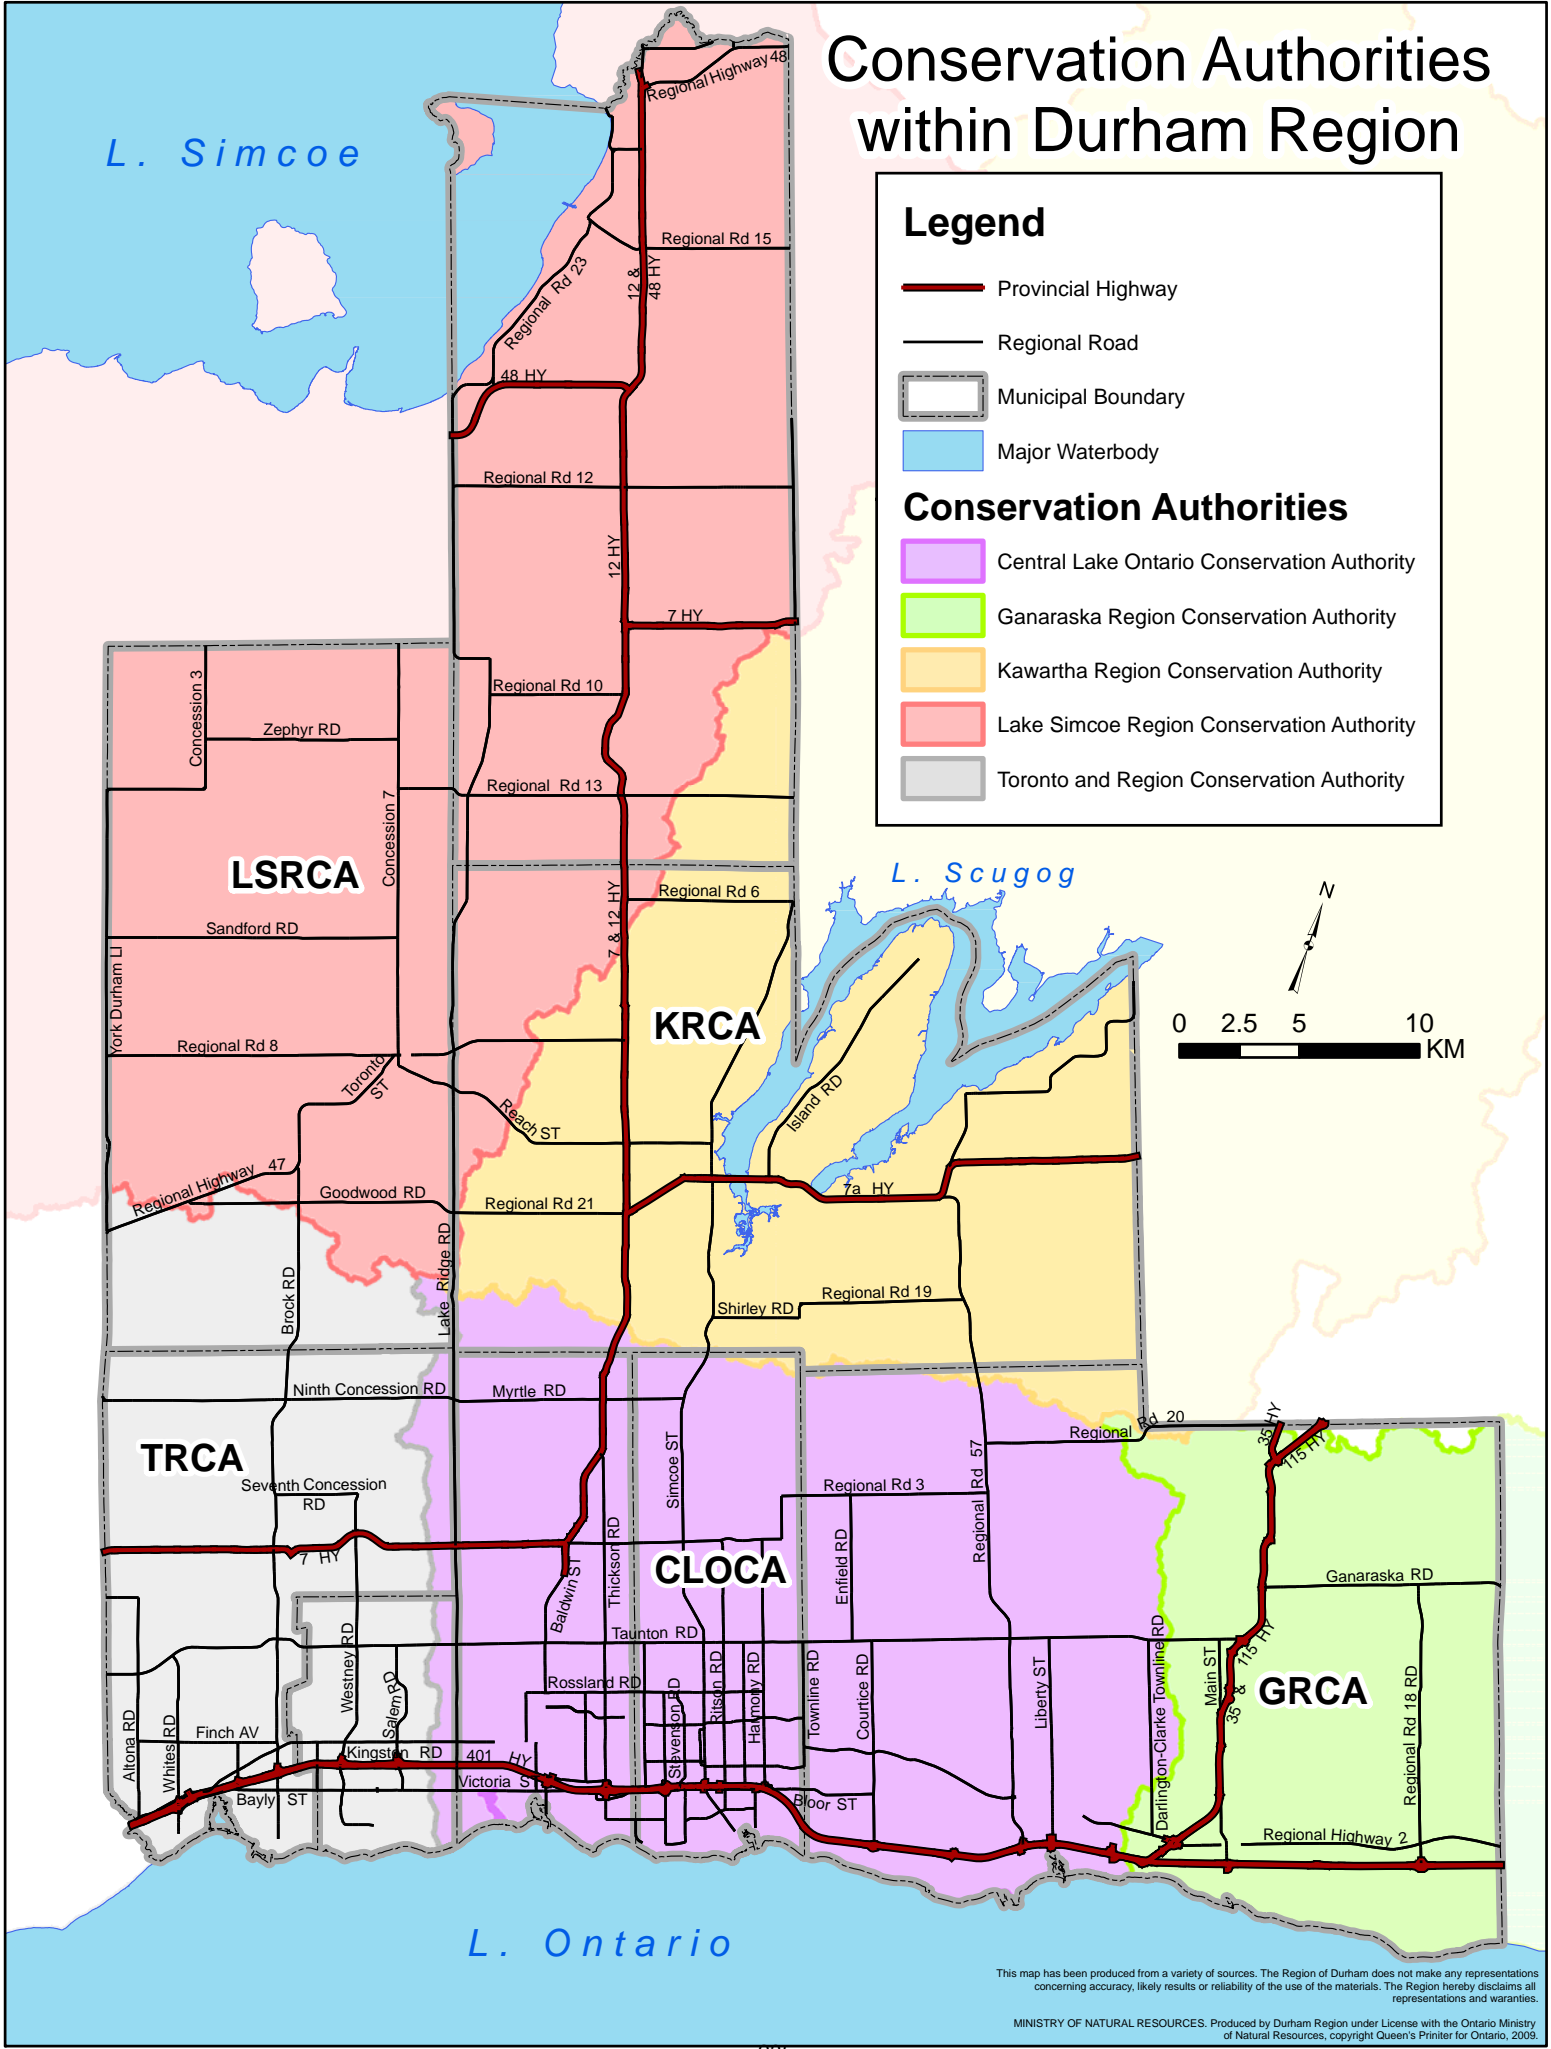 Conservation Authorities
within Durham Region
L. Simcoe
Legend
Provincial Highway
Regional Road
Municipal Boundary
Major Waterbody
Conservation Authorities
Central Lake Ontario Conservation Authority
Ganaraska Region Conservation Authority
Kawartha Region Conservation Authority
Lake Simcoe Region Conservation Authority
Toronto and Region Conservation Authority
Regional Highway 48
Regional Rd 15
Regional Rd 23
12 &
48 HY
48 HY
Regional Rd 12
12 HY
7 HY
Regional Rd 10
Concession 3
Zephyr RD
Regional Rd 13
Concession 7
LSRCA
L. Scugog
7 & 12 HY
Regional Rd 6
N
Sandford RD
York Durham LI
KRCA
0 2.5 5 10
KM
Regional Rd 8
Toronto
ST
Reach ST
Island RD
Regional Highway 47
Goodwood RD
Regional Rd 21
7a HY
Lake Ridge RD
Brock RD
Regional Rd 19
Shirley RD
Ninth Concession RD
Myrtle RD
Regional Rd 20
35 HY
115 HY
TRCA
Simcoe ST
Regional Rd 57
Seventh Concession
RD
Regional Rd 3
7 HY
Thickson RD
CLOCA
Enfield RD
Baldwin ST
Ganaraska RD
Taunton RD
Westney RD
Salem RD
Rossland RD
Stevenson RD
Ritson RD
Harmony RD
Townline RD
Courtice RD
Liberty ST
Darlington-Clarke Townline RD
Main ST
35 &
115 HY
GRCA
Regional Rd 18 RD
Altona RD
Whites RD
Finch AV
Kingston RD
401 HY
Victoria S
Bayly ST
Bloor ST
Regional Highway 2
L. Ontario
This map has been produced from a variety of sources. The Region of Durham does not make any representations
concerning accuracy, likely results or reliability of the use of the materials. The Region hereby disclaims all
representations and waranties.
MINISTRY OF NATURAL RESOURCES. Produced by Durham Region under License with the Ontario Ministry
of Natural Resources, copyright Queen's Priniter for Ontario, 2009.